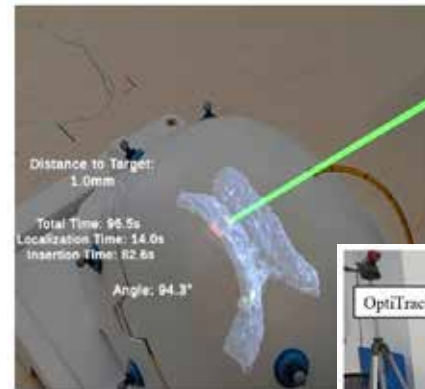 Distance to Target:
1.0mm
Total Time: 96.5s
Localization Time: 14.0s
Insertion Time: 82.6s
Angle: 94.3°
OptiTrac